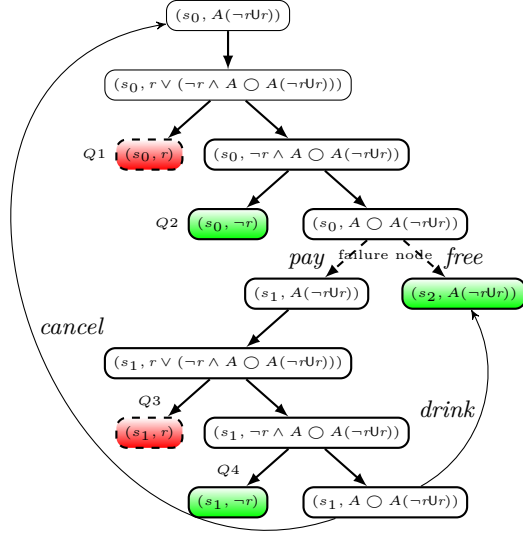 (s₀, A(¬rUr))
(s₀, r ∨ (¬r ∧ A ◯ A(¬rUr)))
Q1 (s₀, r) (s₀, ¬r ∧ A ◯ A(¬rUr))
Q2 (s₀, ¬r) (s₀, A ◯ A(¬rUr))
pay failure node free
(s₁, A(¬rUr)) (s₂, A(¬rUr))
cancel
(s₁, r ∨ (¬r ∧ A ◯ A(¬rUr)))
Q3
drink
(s₁, r) (s₁, ¬r ∧ A ◯ A(¬rUr))
Q4
(s₁, ¬r) (s₁, A ◯ A(¬rUr))